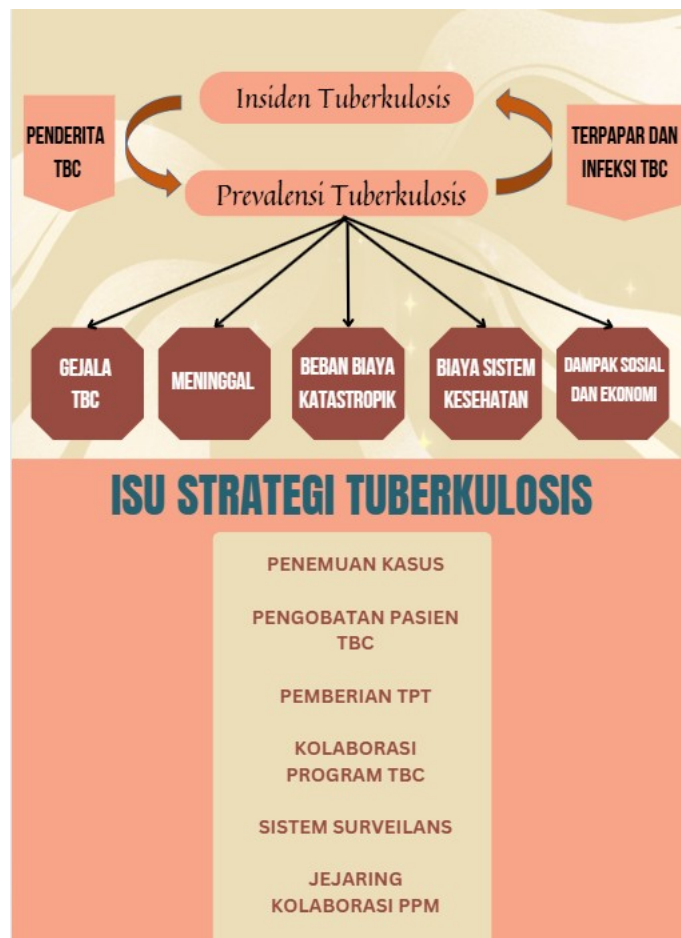 Insiden Tuberkulosis
PENDERITA
TBC
TERPAPAR DAN
INFEKSI TBC
Prevalensi Tuberkulosis
GEJALA
TBC
MENINGGAL
BEBAN BIAYA
KATASTROPIK
BIAYA SISTEM
KESEHATAN
DAMPAK SOSIAL
DAN EKONOMI
ISU STRATEGI TUBERKULOSIS
PENEMUAN KASUS
PENGOBATAN PASIEN
TBC
PEMBERIAN TPT
KOLABORASI
PROGRAM TBC
SISTEM SURVEILANS
JEJARING
KOLABORASI PPM